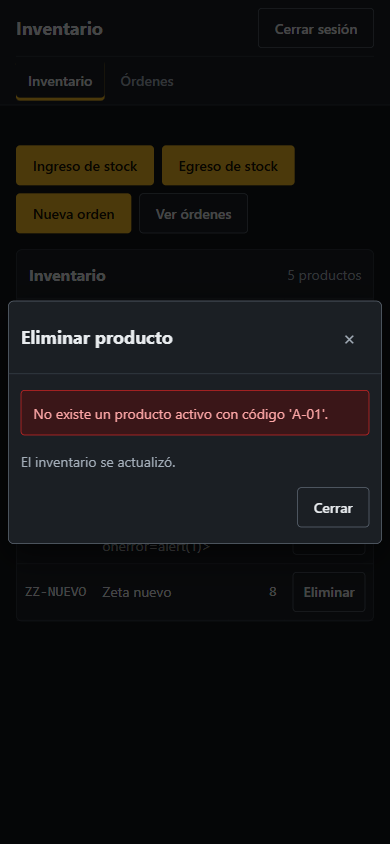 Inventario
Cerrar sesión
Inventario
Órdenes
Ingreso de stock
Egreso de stock
Nueva orden
Ver órdenes
Inventario
5 productos
Eliminar producto
×
No existe un producto activo con código 'A-01'.
El inventario se actualizó.
Cerrar
onerror=alert(1)>
ZZ-NUEVO
Zeta nuevo
8
Eliminar